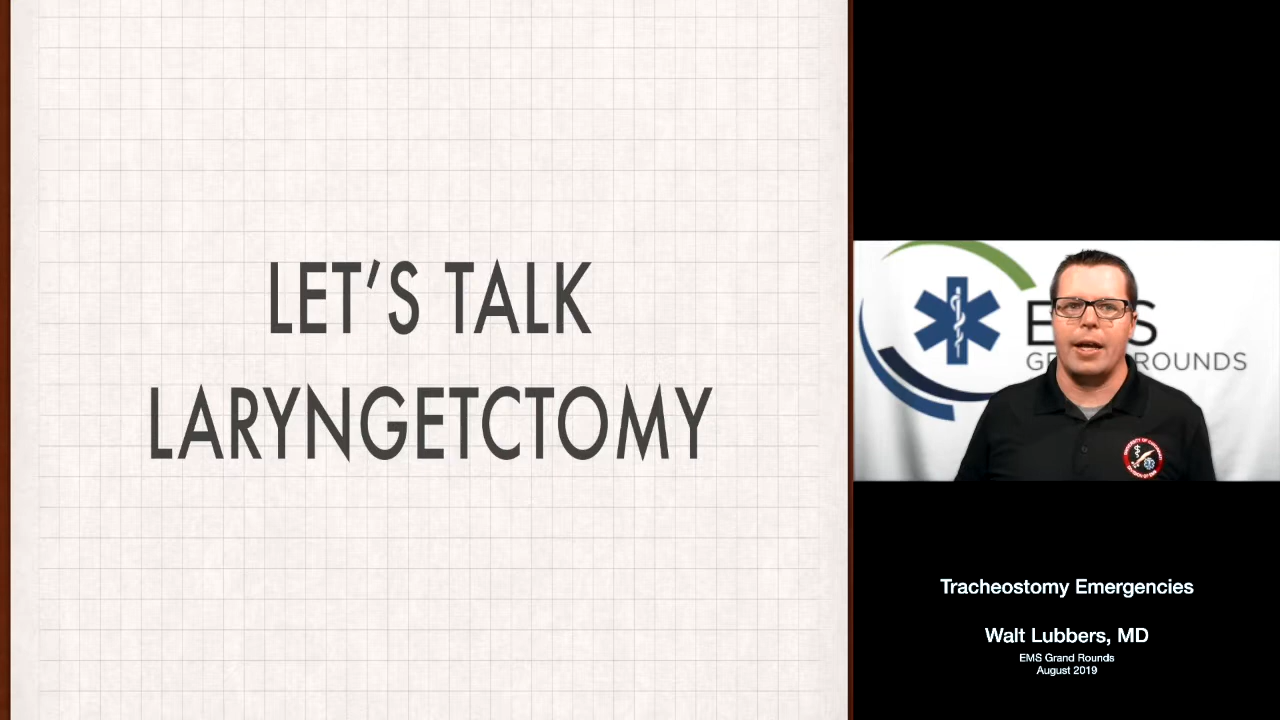 LET'S TALK
LARYNGETCTOMY
GRAND ROUNDS
Tracheostomy Emergencies
Walt Lubbers, MD
EMS Grand Rounds
August 2019